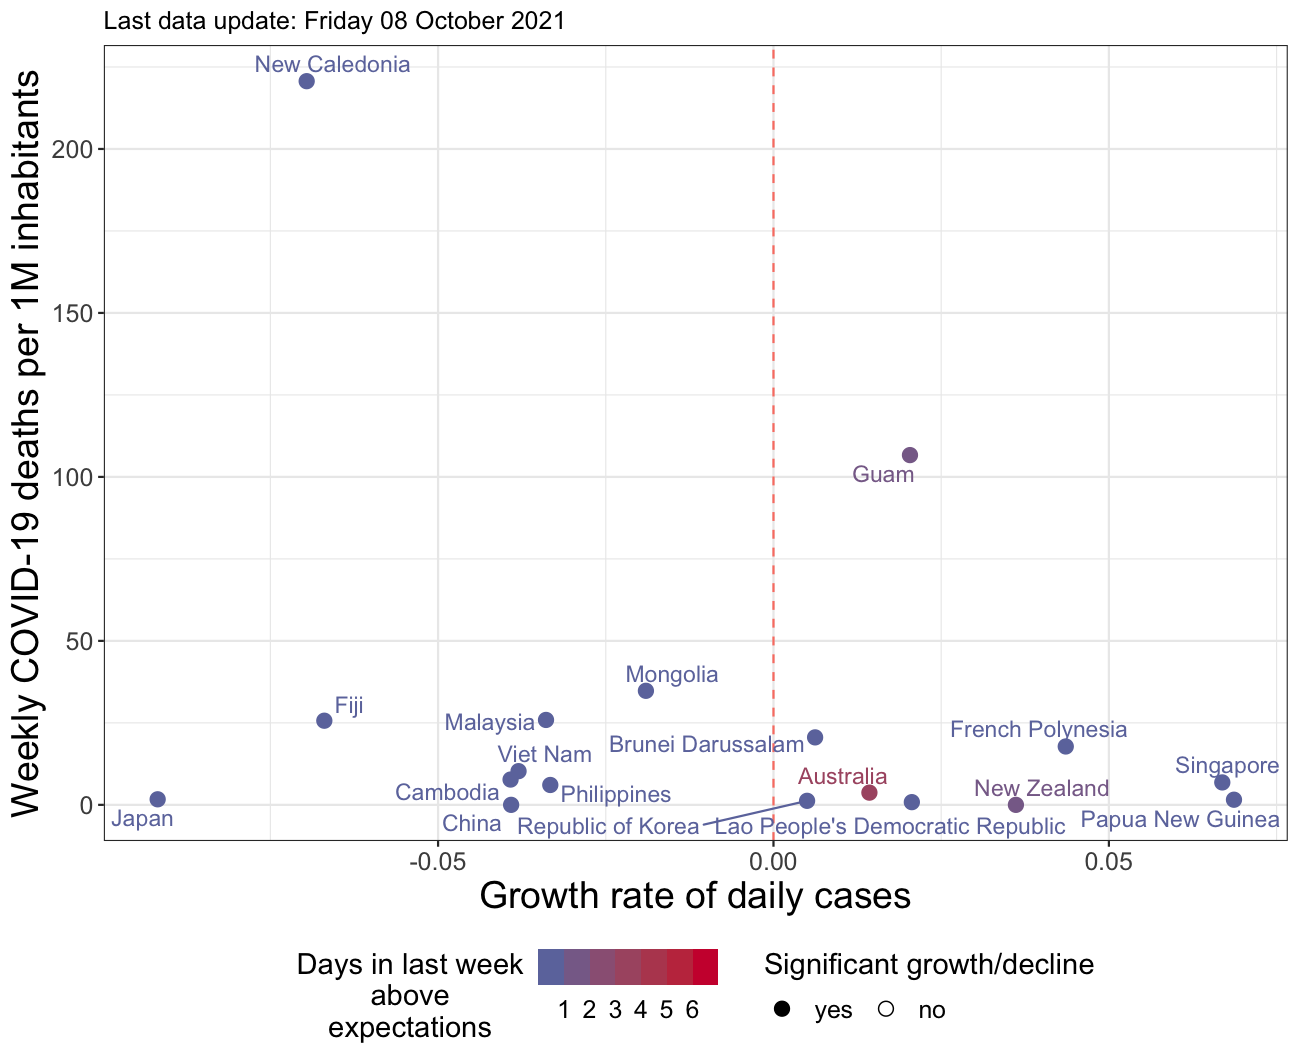 Last data update: Friday 08 October 2021
Weekly COVID-19 deaths per 1M inhabitants
200
150
100
50
0
New Caledonia
Guam
Mongolia
Fiji
Malaysia
French Polynesia
Brunei Darussalam
Viet Nam
Singapore
Australia
New Zealand
Cambodia
Philippines
Japan
China
Republic of Korea
Lao People's Democratic Republic
Papua New Guinea
-0.05
0.00
0.05
Growth rate of daily cases
Days in last week
above
expectations
1 2 3 4 5 6
Significant growth/decline
yes
no